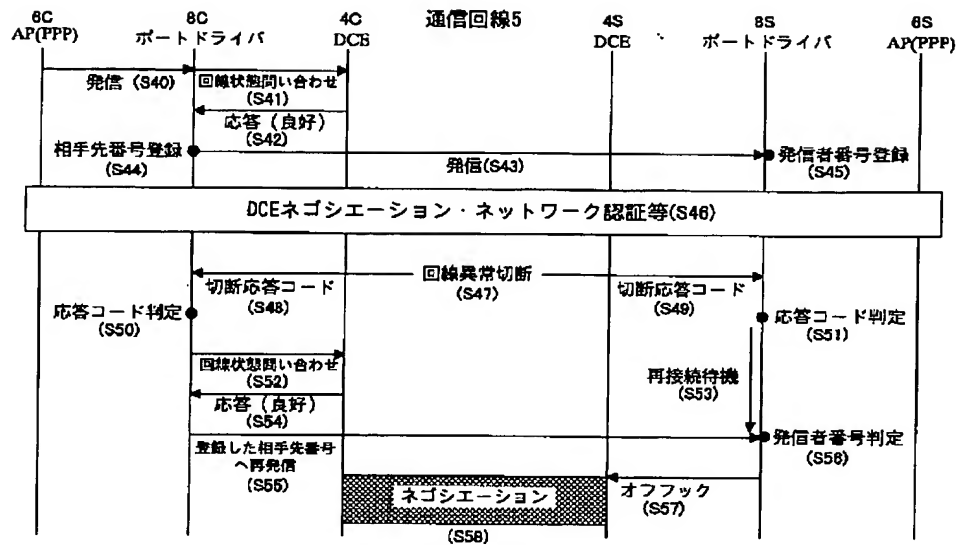 6C 8C 4C 通信回線5 4S 8S 6S
AP(PPP) ポートドライバ DCE DCE ポートドライバ AP(PPP)
発信 (S40)
回線状態問い合わせ
(S41)
応答（良好）
(S42)
相手先番号登録
(S44)
発信(S43)
発信者番号登録
(S45)
DCEネゴシエーション・ネットワーク認証等(S46)
回線異常切断
(S47)
切断応答コード
(S48)
切断応答コード
(S49)
応答コード判定
(S50)
応答コード判定
(S51)
回線状態問い合わせ
(S52)
再接続待機
(S53)
応答（良好）
(S54)
登録した相手先番号
へ再発信
(S55)
発信者番号判定
(S56)
オフフック
(S57)
ネゴシエーション
(S58)